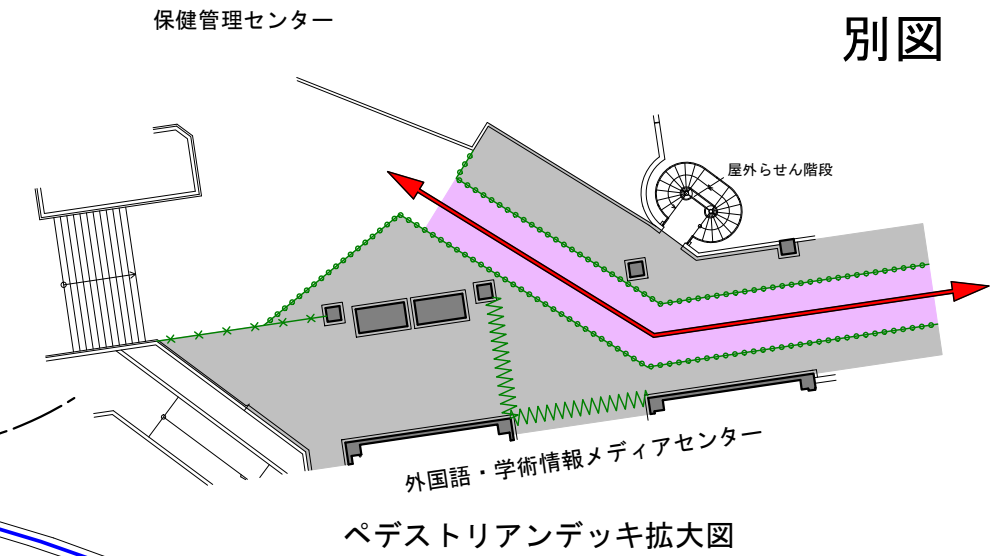 保健管理センター
別図
屋外らせん階段
外国語・学術情報メディアセンター
ペデストリアンデッキ拡大図